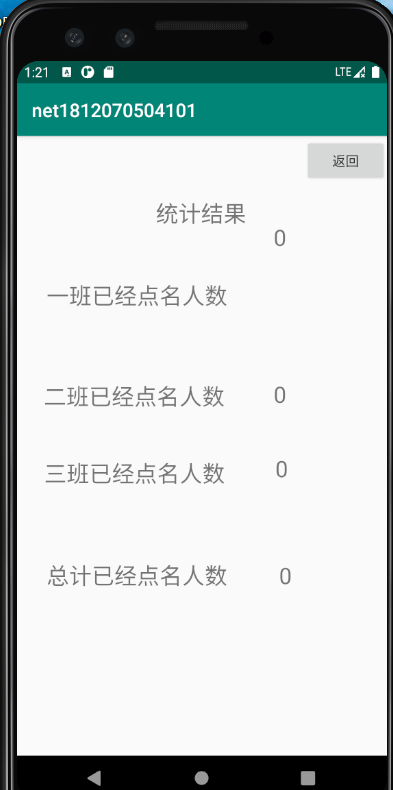 1:21 LTE
net1812070504101
返回
统计结果
0
一班已经点名人数
二班已经点名人数 0
三班已经点名人数 0
总计已经点名人数 0